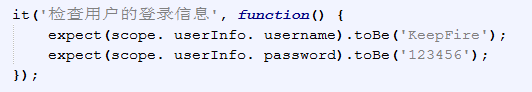 it('检查用户的登录信息', function() {
expect(scope. userInfo. username).toBe('KeepFire');
expect(scope. userInfo. password).toBe('123456');
});